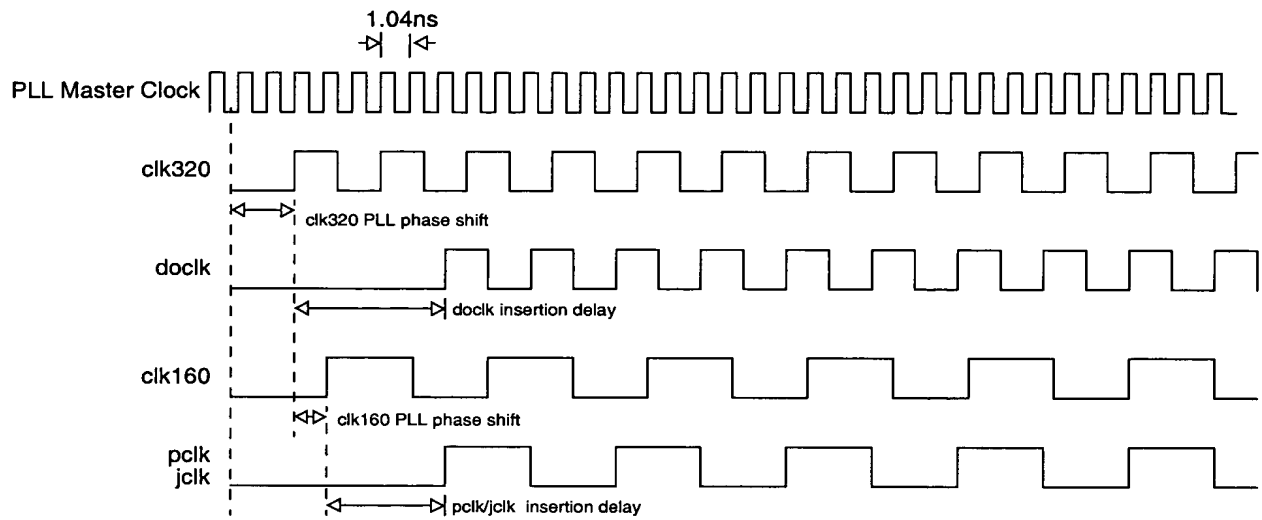 1.04ns
PLL Master Clock
clk320
clk320 PLL phase shift
doclk
doclk insertion delay
clk160
clk160 PLL phase shift
pclk
jclk
pclk/jclk insertion delay